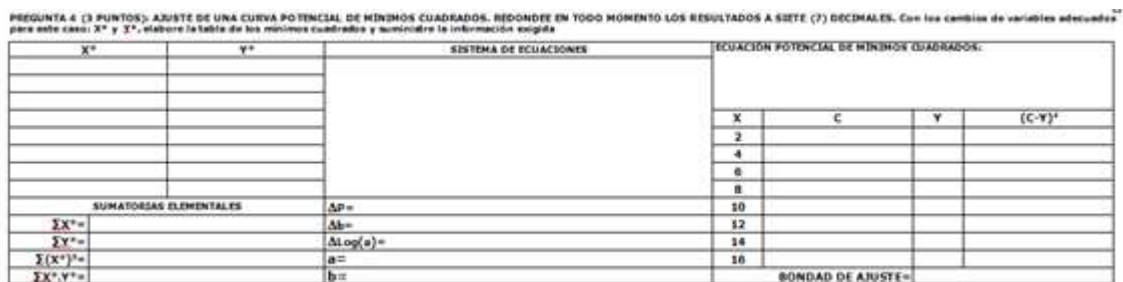 PREGUNTA 4 (3 PUNTOS): AJUSTE DE UNA CURVA POTENCIAL DE MÍNIMOS CUADRADOS. REDONDEE EN TODO MOMENTO LOS RESULTADOS A SIETE (7) DECIMALES. Con los cambios de variables adecuados
para este caso: X* y Y*, elabore la tabla de los mínimos cuadrados y suministre la información exigida
X* Y* SISTEMA DE ECUACIONES ECUACIÓN POTENCIAL DE MÍNIMOS CUADRADOS:
X C Y (C-Y)²
2
4
6
8
SUMATORIAS ELEMENTALES ΔP= 10
ΣX*= Δb= 12
ΣY*= ΔLog(a)= 14
Σ(X*)²= a= 16
ΣX*.Y*= b= BONDAD DE AJUSTE=